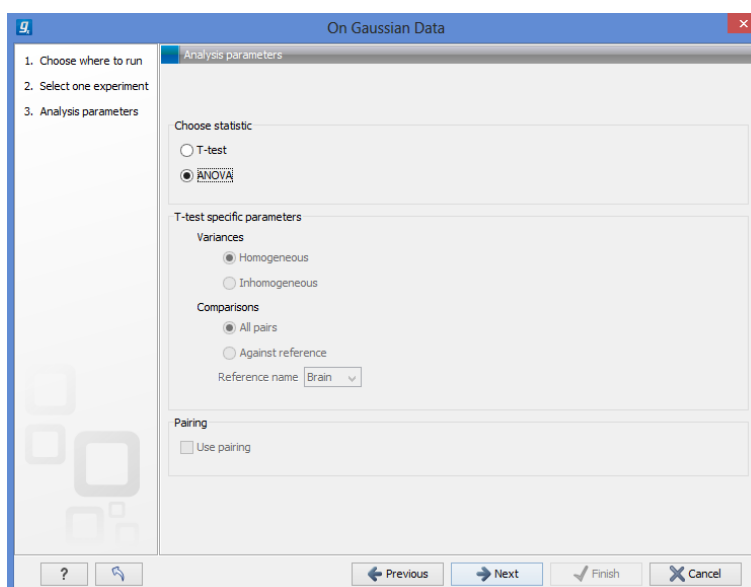 g.
On Gaussian Data
1. Choose where to run
2. Select one experiment
3. Analysis parameters
Analysis parameters
Choose statistic
T-test
ANOVA
T-test specific parameters
Variances
Homogeneous
Inhomogeneous
Comparisons
All pairs
Against reference
Reference name Brain
Pairing
Use pairing
? Previous Next Finish Cancel